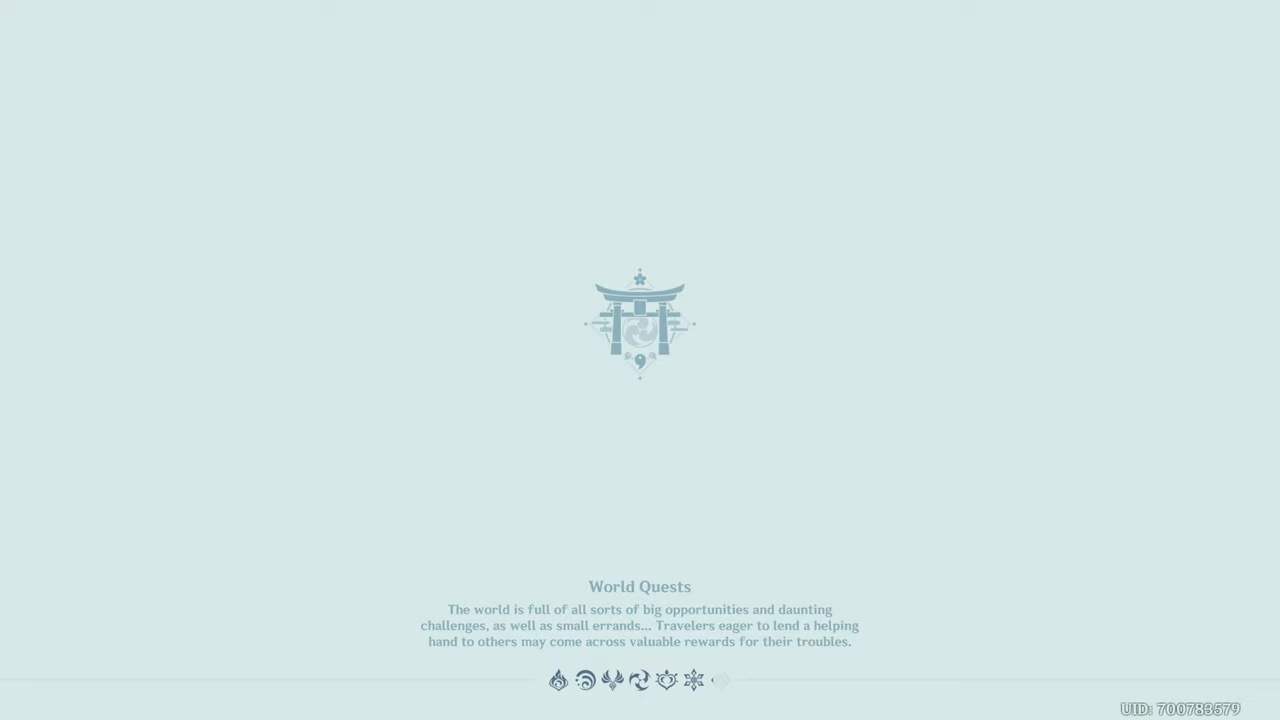 World Quests
The world is full of all sorts of big opportunities and daunting
challenges, as well as small errands... Travelers eager to lend a helping
hand to others may come across valuable rewards for their troubles.
UID: 700783579